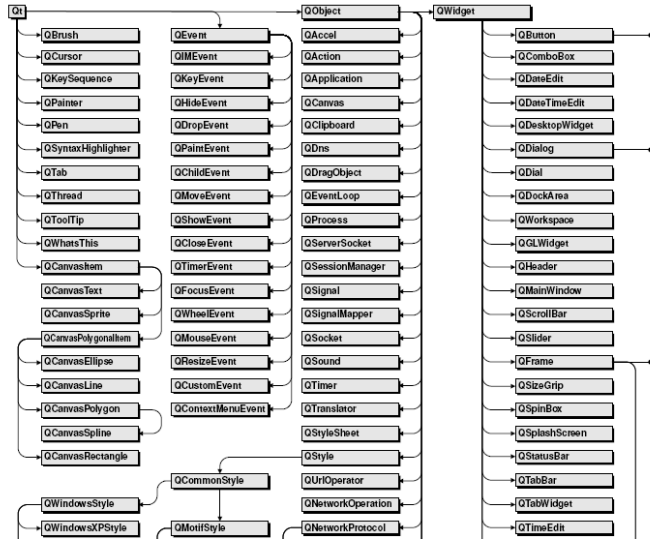 Qt
QObject
QWidget
QBrush
QCursor
QKeySequence
QPainter
QPen
QSyntaxHighlighter
QTab
QThread
QToolTip
QWhatsThis
QCanvasItem
QCanvasText
QCanvasSprite
QCanvasPolygonalItem
QCanvasEllipse
QCanvasLine
QCanvasPolygon
QCanvasSpline
QCanvasRectangle
QWindowsStyle
QWindowsXPStyle
QEvent
QIMEvent
QKeyEvent
QHideEvent
QDropEvent
QPaintEvent
QChildEvent
QMoveEvent
QShowEvent
QCloseEvent
QTimerEvent
QFocusEvent
QWheelEvent
QMouseEvent
QResizeEvent
QCustomEvent
QContextMenuEvent
QCommonStyle
QMotifStyle
QAccel
QAction
QApplication
QCanvas
QClipboard
QDns
QDragObject
QEventLoop
QProcess
QServerSocket
QSessionManager
QSignal
QSignalMapper
QSocket
QSound
QTimer
QTranslator
QStyleSheet
QStyle
QUrlOperator
QNetworkOperation
QNetworkProtocol
QButton
QComboBox
QDateEdit
QDateTimeEdit
QDesktopWidget
QDialog
QDial
QDockArea
QWorkspace
QGLWidget
QHeader
QMainWindow
QScrollBar
QSlider
QFrame
QSizeGrip
QSpinBox
QSplashScreen
QStatusBar
QTabBar
QTabWidget
QTimeEdit